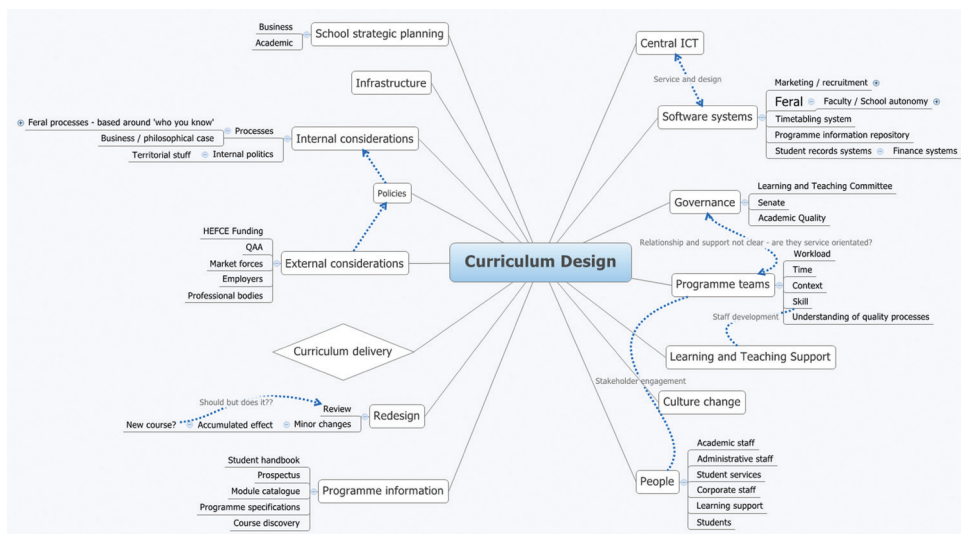 Curriculum Design
Business
Academic
School strategic planning
Infrastructure
Feral processes - based around 'who you know'
Processes
Business / philosophical case
Territorial stuff
Internal politics
Internal considerations
Policies
HEFCE Funding
QAA
Market forces
Employers
Professional bodies
External considerations
Curriculum delivery
Should but does it??
Review
New course?
Accumulated effect
Minor changes
Redesign
Student handbook
Prospectus
Module catalogue
Programme specifications
Course discovery
Programme information
Central ICT
Service and design
Software systems
Marketing / recruitment
Feral
Faculty / School autonomy
Timetabling system
Programme information repository
Student records systems
Finance systems
Governance
Learning and Teaching Committee
Senate
Academic Quality
Relationship and support not clear - are they service orientated?
Programme teams
Workload
Time
Context
Skill
Understanding of quality processes
Staff development
Learning and Teaching Support
Stakeholder engagement
Culture change
People
Academic staff
Administrative staff
Student services
Corporate staff
Learning support
Students